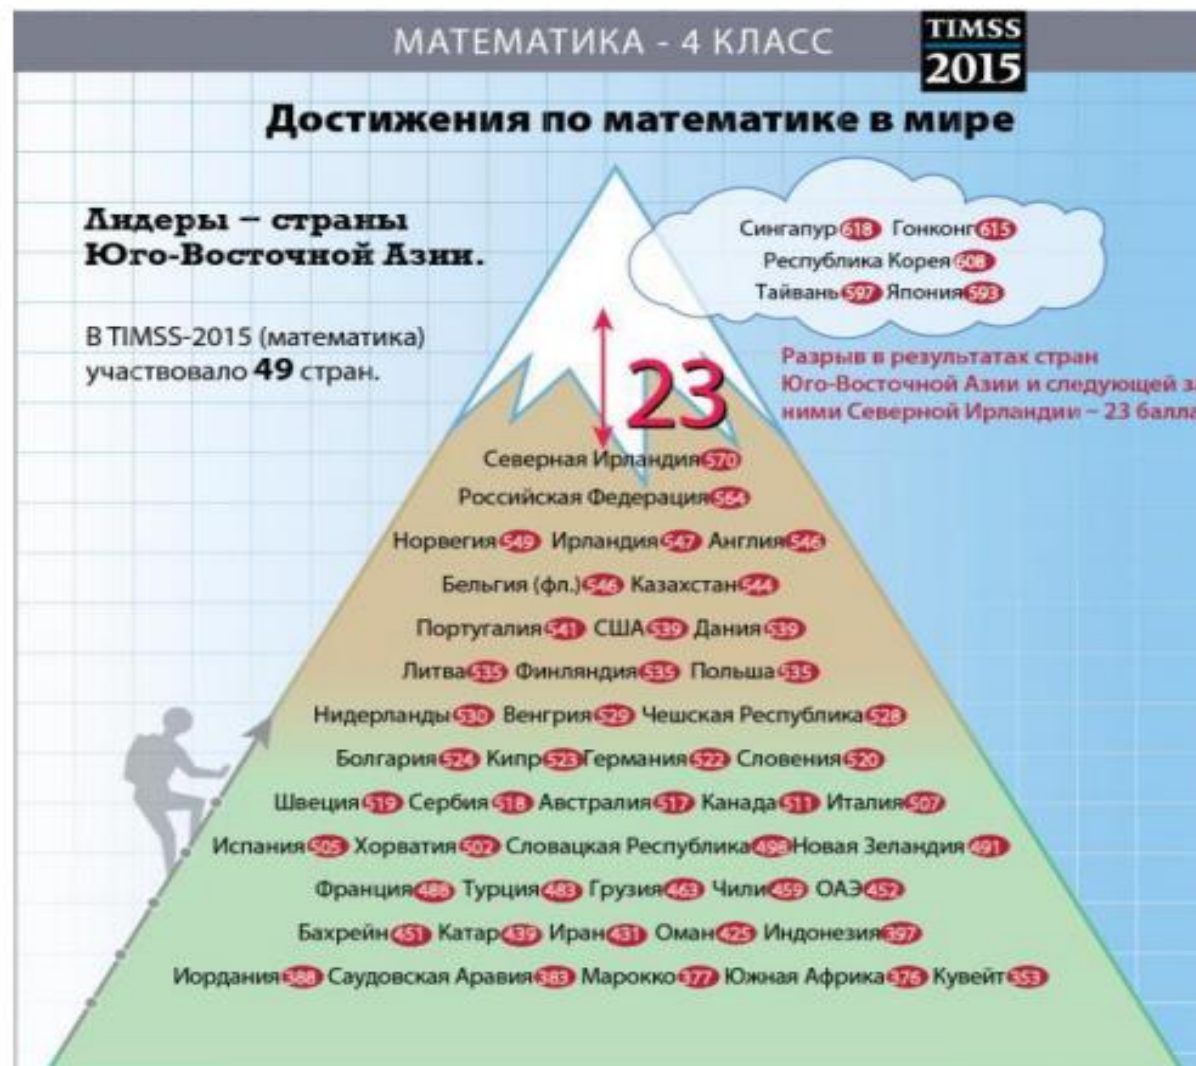 МАТЕМАТИКА - 4 КЛАСС
TIMSS
2015
Достижения по математике в мире
Лидеры – страны
Юго-Восточной Азии.
В TIMSS-2015 (математика)
участвовало 49 стран.
Сингапур 618 Гонконг 615
Республика Корея 608
Тайвань 597 Япония 593
23
Разрыв в результатах стран
Юго-Восточной Азии и следующей за
ними Северной Ирландии – 23 балла
Северная Ирландия 570
Российская Федерация 564
Норвегия 549 Ирландия 547 Англия 546
Бельгия (фл.) 546 Казахстан 544
Португалия 541 США 539 Дания 539
Литва 535 Финляндия 535 Польша 535
Нидерланды 530 Венгрия 529 Чешская Республика 528
Болгария 524 Кипр 523 Германия 522 Словения 520
Швеция 519 Сербия 518 Австралия 517 Канада 511 Италия 507
Испания 505 Хорватия 502 Словацкая Республика 498 Новая Зеландия 491
Франция 488 Турция 483 Грузия 463 Чили 459 ОАЭ 452
Бахрейн 451 Катар 439 Иран 431 Оман 425 Индонезия 397
Иордания 388 Саудовская Аравия 383 Марокко 377 Южная Африка 376 Кувейт 353